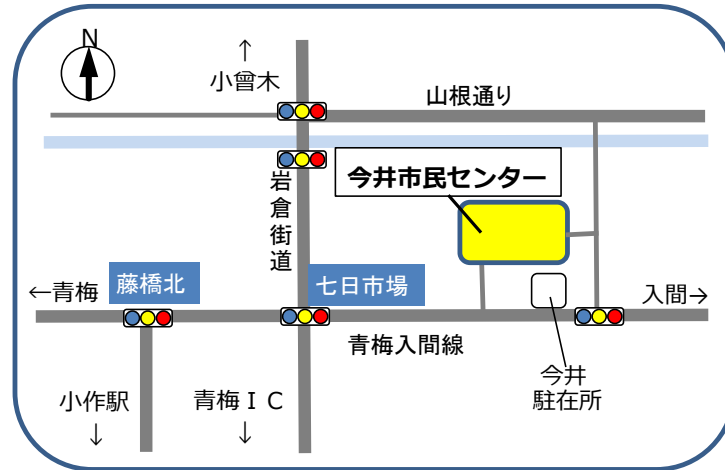 N
↑
小曾木
山根通り
岩倉街道
今井市民センター
←青梅
藤橋北
七日市場
入間→
青梅入間線
小作駅
↓
青梅ＩＣ
↓
今井
駐在所